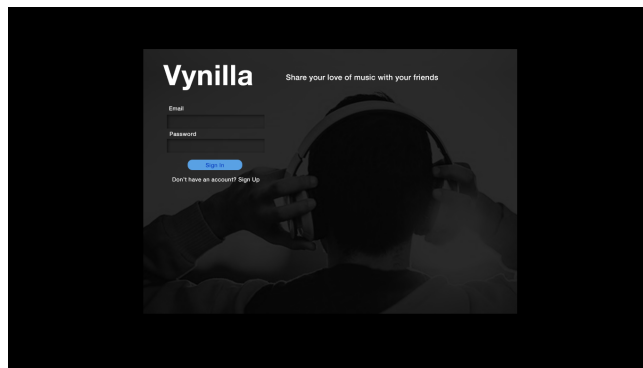 Vynilla
Share your love of music with your friends
Email
Password
Sign in
Don't have an account? Sign Up